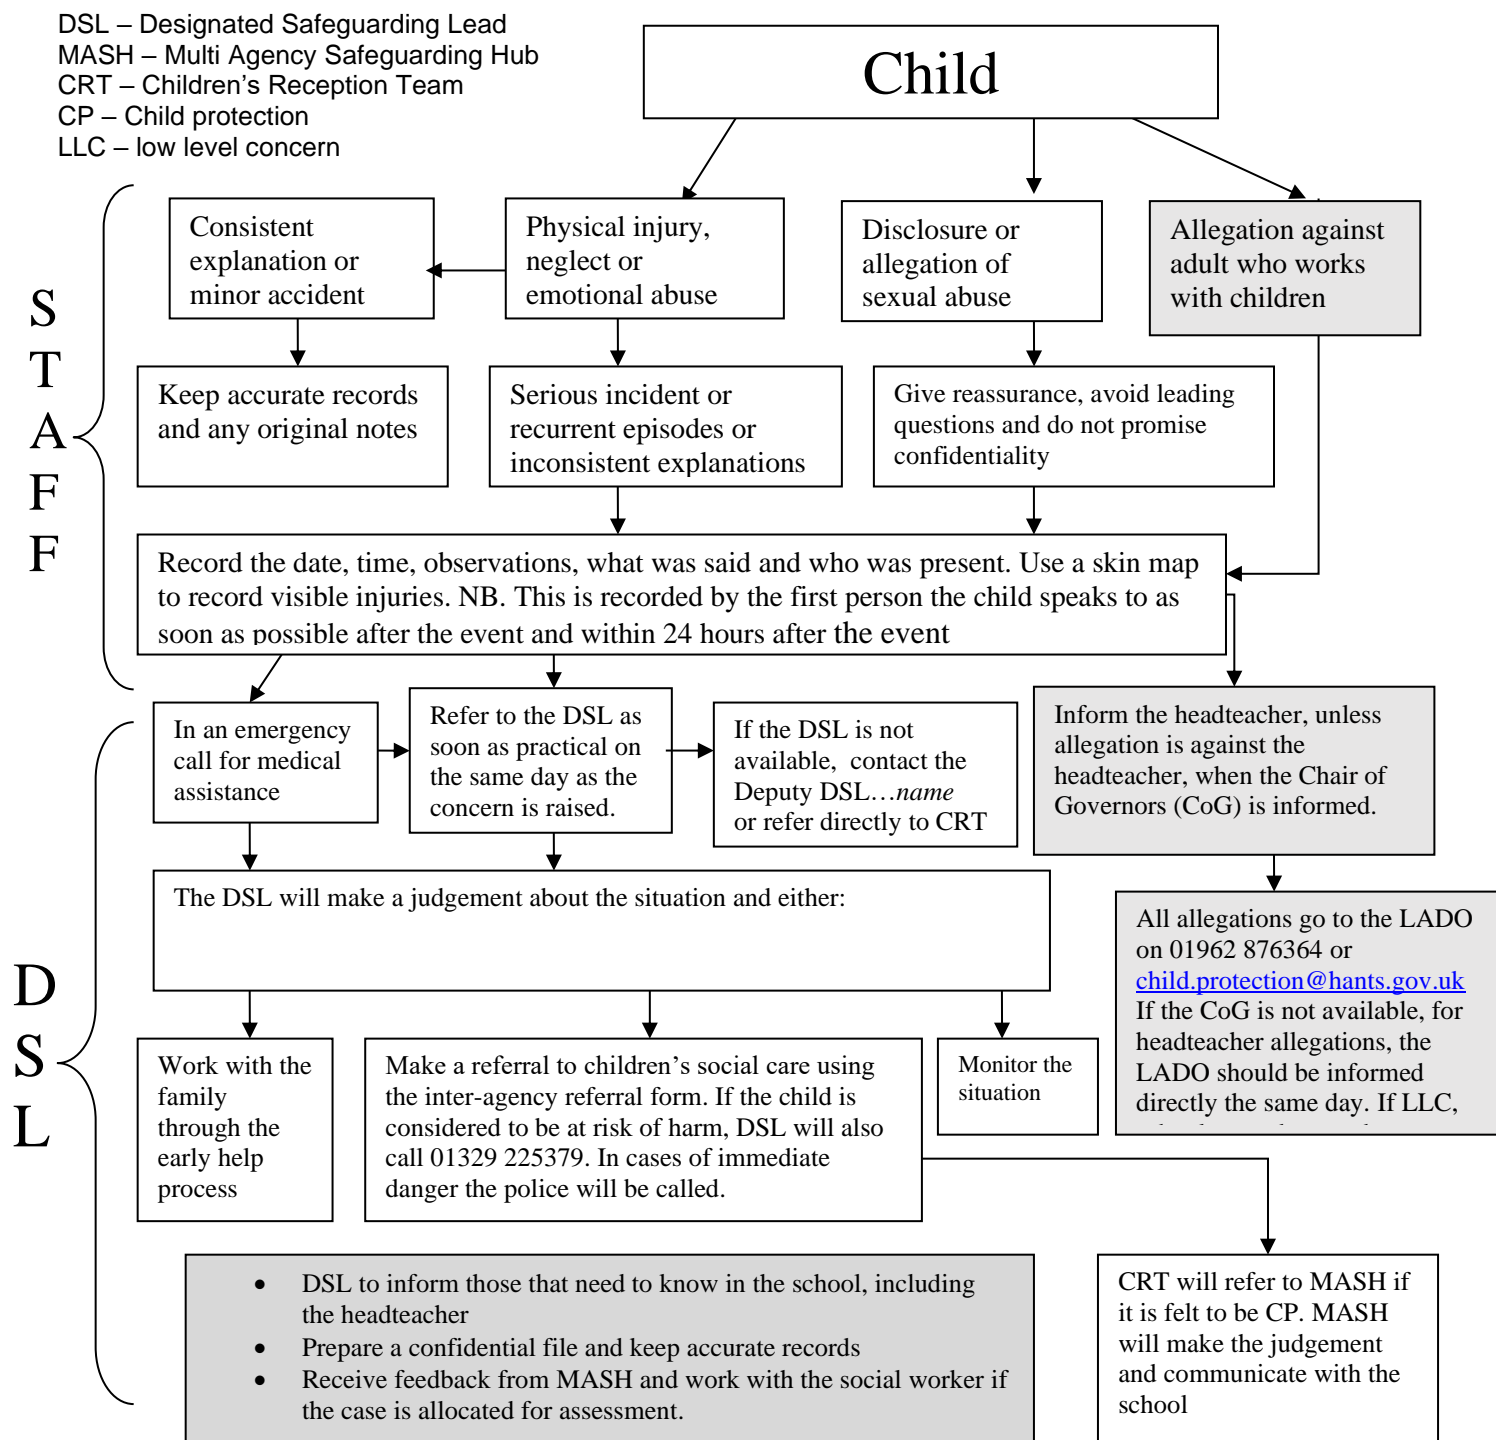 DSL – Designated Safeguarding Lead
MASH – Multi Agency Safeguarding Hub
CRT – Children's Reception Team
CP – Child protection
LLC – low level concern
Child
S
T
A
F
F
Consistent
explanation or
minor accident
Physical injury,
neglect or
emotional abuse
Disclosure or
allegation of
sexual abuse
Allegation against
adult who works
with children
Keep accurate records
and any original notes
Serious incident or
recurrent episodes or
inconsistent explanations
Give reassurance, avoid leading
questions and do not promise
confidentiality
Record the date, time, observations, what was said and who was present. Use a skin map
to record visible injuries. NB. This is recorded by the first person the child speaks to as
soon as possible after the event and within 24 hours after the event
D
S
L
In an emergency
call for medical
assistance
Refer to the DSL as
soon as practical on
the same day as the
concern is raised.
If the DSL is not
available, contact the
Deputy DSL…name
or refer directly to CRT
Inform the headteacher, unless
allegation is against the
headteacher, when the Chair of
Governors (CoG) is informed.
The DSL will make a judgement about the situation and either:
All allegations go to the LADO
on 01962 876364 or
child.protection@hants.gov.uk
If the CoG is not available, for
headteacher allegations, the
LADO should be informed
directly the same day. If LLC,
Work with the
family
through the
early help
process
Make a referral to children's social care using
the inter-agency referral form. If the child is
considered to be at risk of harm, DSL will also
call 01329 225379. In cases of immediate
danger the police will be called.
Monitor the
situation
• DSL to inform those that need to know in the school, including
the headteacher
• Prepare a confidential file and keep accurate records
• Receive feedback from MASH and work with the social worker if
the case is allocated for assessment.
CRT will refer to MASH if
it is felt to be CP. MASH
will make the judgement
and communicate with the
school